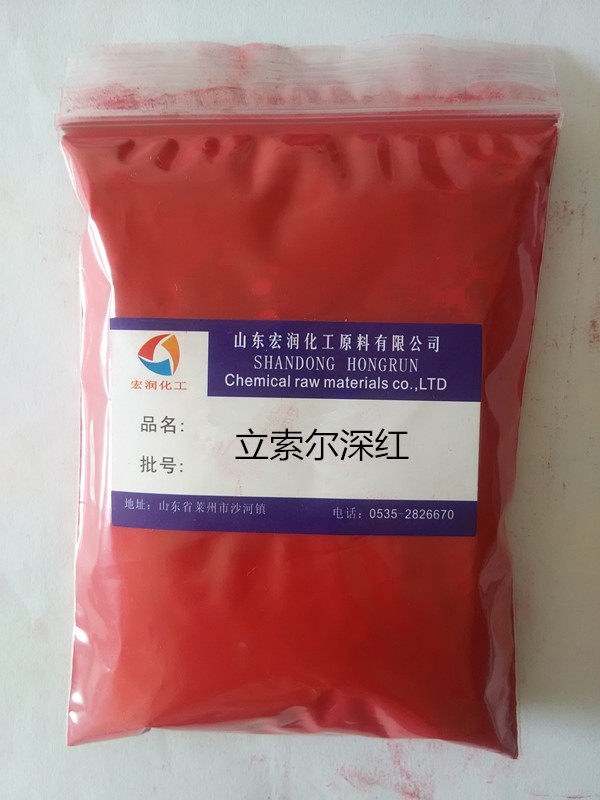 山东宏润化工原料有限公司
SHANDONG HONGRUN
Chemical raw materials co.,LTD
宏润化工
品名:
立索尔深红
批号:
地址：山东省莱州市沙河镇
电话：0535-2826670